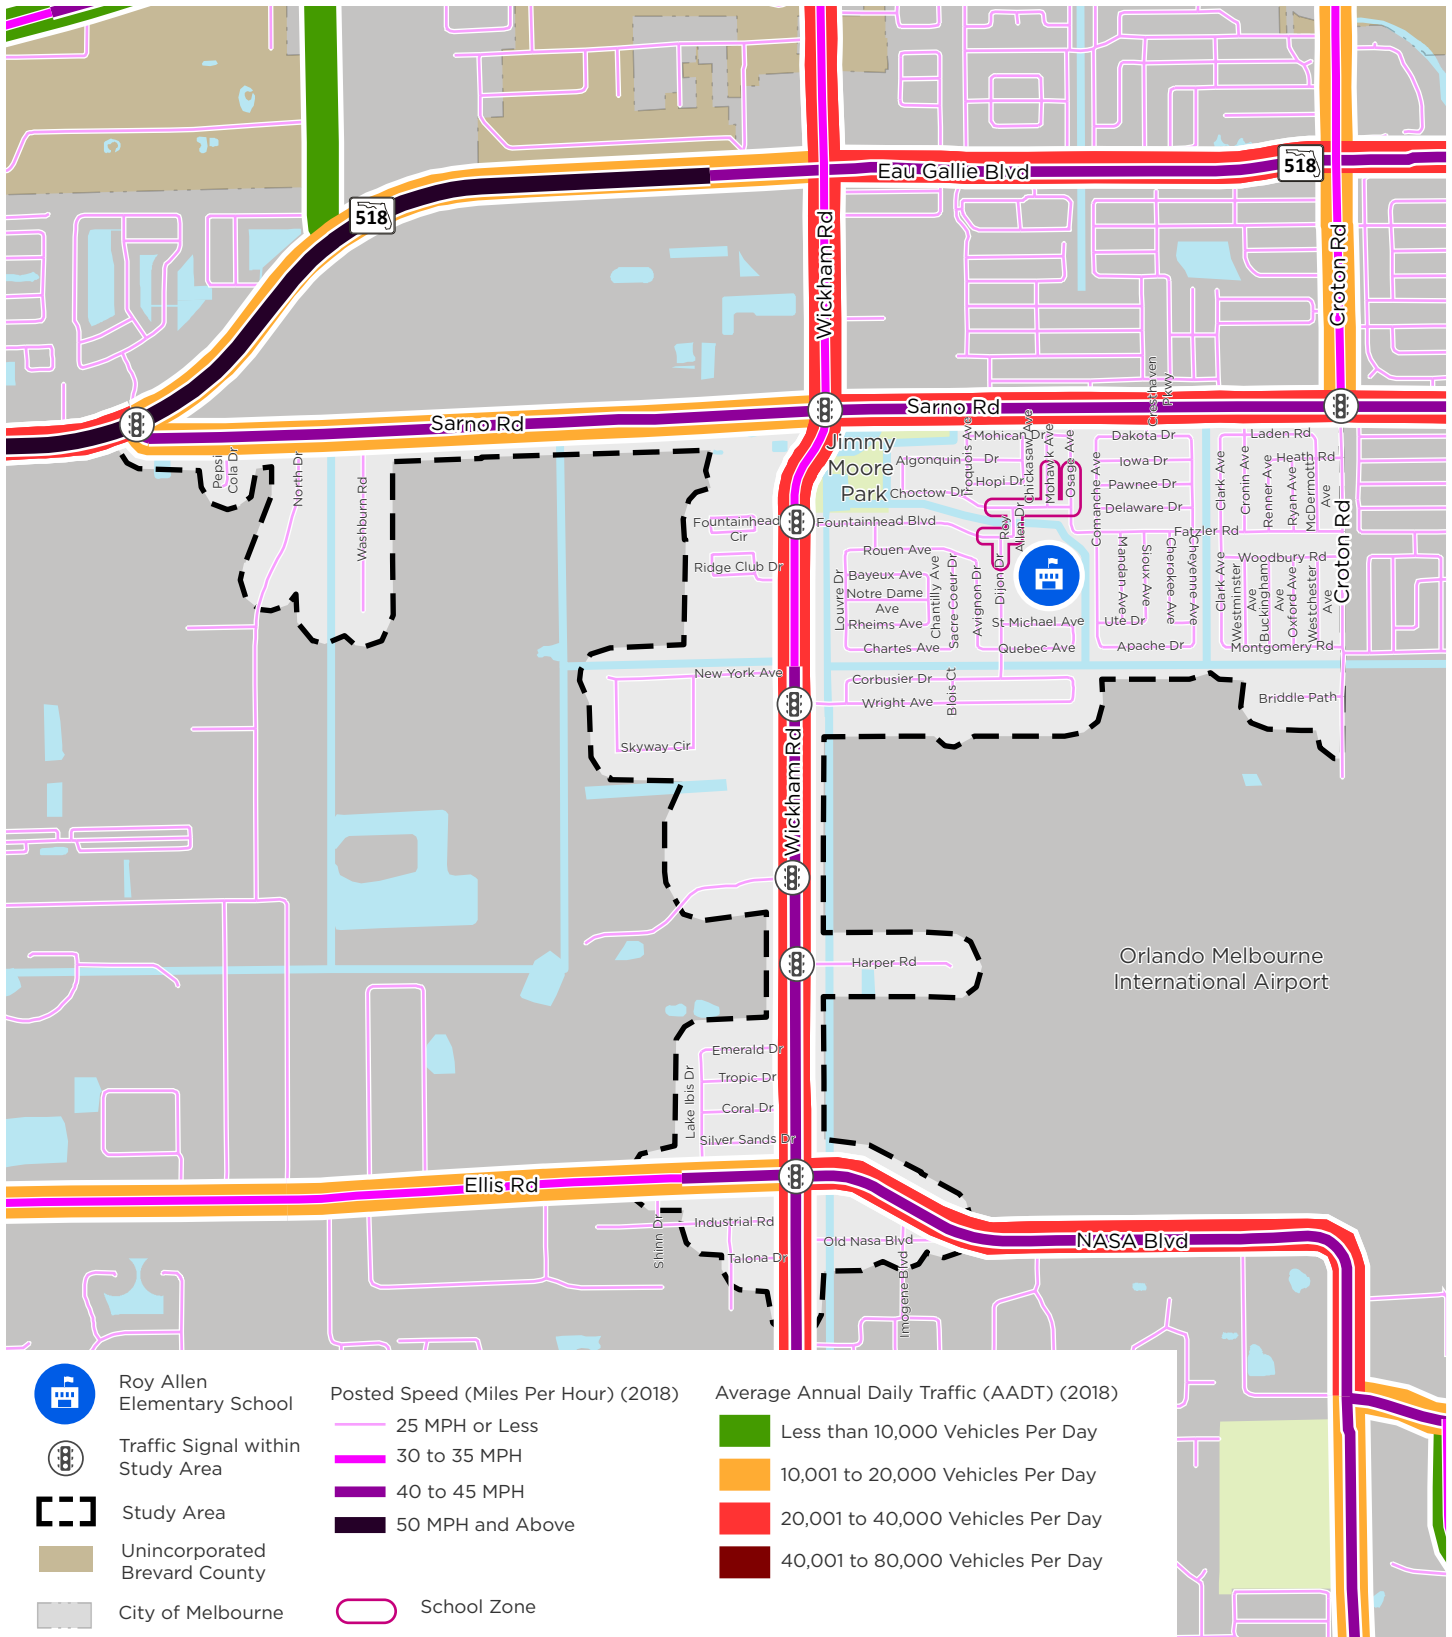 518
Eau Gallie Blvd
518
Wickham Rd
Croton Rd
Sarno Rd
Sarno Rd
Cresthaven
Pkwy
Jimmy
Moore
Park
Mohican Dr
Algonquin
Dr
Iroquois Ave
Hopi Dr
Choctow Dr
Chickasaw Ave
Mohawk Ave
Osage Ave
Comanche Ave
Dakota Dr
Iowa Dr
Pawnee Dr
Delaware Dr
Laden Rd
Heath Rd
Clark Ave
Cronin Ave
Renner Ave
Ryan Ave
McDermott
Ave
Fatzler Rd
Croton Rd
Pepsi
Cola Dr
North Dr
Washburn Rd
Fountainhead
Cir
Fountainhead Blvd
Ridge Club Dr
Roy
Allen Dr
Rouen Ave
Bayeux Ave
Notre Dame
Ave
Rheims Ave
Chartes Ave
Louvre Dr
Chantilly Ave
Sacre Coeur Dr
Avignon Dr
Dijon Dr
St Michael Ave
Quebec Ave
Mandan Ave
Sioux Ave
Cherokee Ave
Cheyenne Ave
Ute Dr
Apache Dr
Woodbury Rd
Clark Ave
Westminster
Ave
Buckingham
Ave
Oxford Ave
Westchester
Ave
Montgomery Rd
New York Ave
Corbusier Dr
Wright Ave
Blois Ct
Briddle Path
Skyway Cir
Wickham Rd
Harper Rd
Orlando Melbourne
International Airport
Emerald Dr
Tropic Dr
Coral Dr
Silver Sands Dr
Lake Ibis Dr
Ellis Rd
Industrial Rd
Shinn Dr
Talona Dr
Old Nasa Blvd
Imogene Blvd
NASA Blvd
Roy Allen
Elementary School
Traffic Signal within
Study Area
Study Area
Unincorporated
Brevard County
City of Melbourne
Posted Speed (Miles Per Hour) (2018)
25 MPH or Less
30 to 35 MPH
40 to 45 MPH
50 MPH and Above
School Zone
Average Annual Daily Traffic (AADT) (2018)
Less than 10,000 Vehicles Per Day
10,001 to 20,000 Vehicles Per Day
20,001 to 40,000 Vehicles Per Day
40,001 to 80,000 Vehicles Per Day